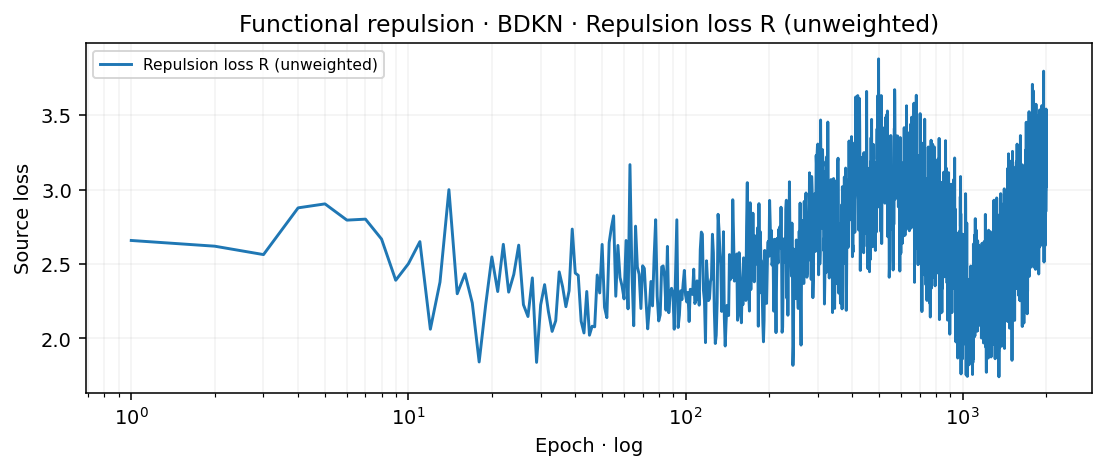 Functional repulsion · BDKN · Repulsion loss R (unweighted)
Repulsion loss R (unweighted)
Source loss
3.5
3.0
2.5
2.0
10⁰
10¹
10²
10³
Epoch · log